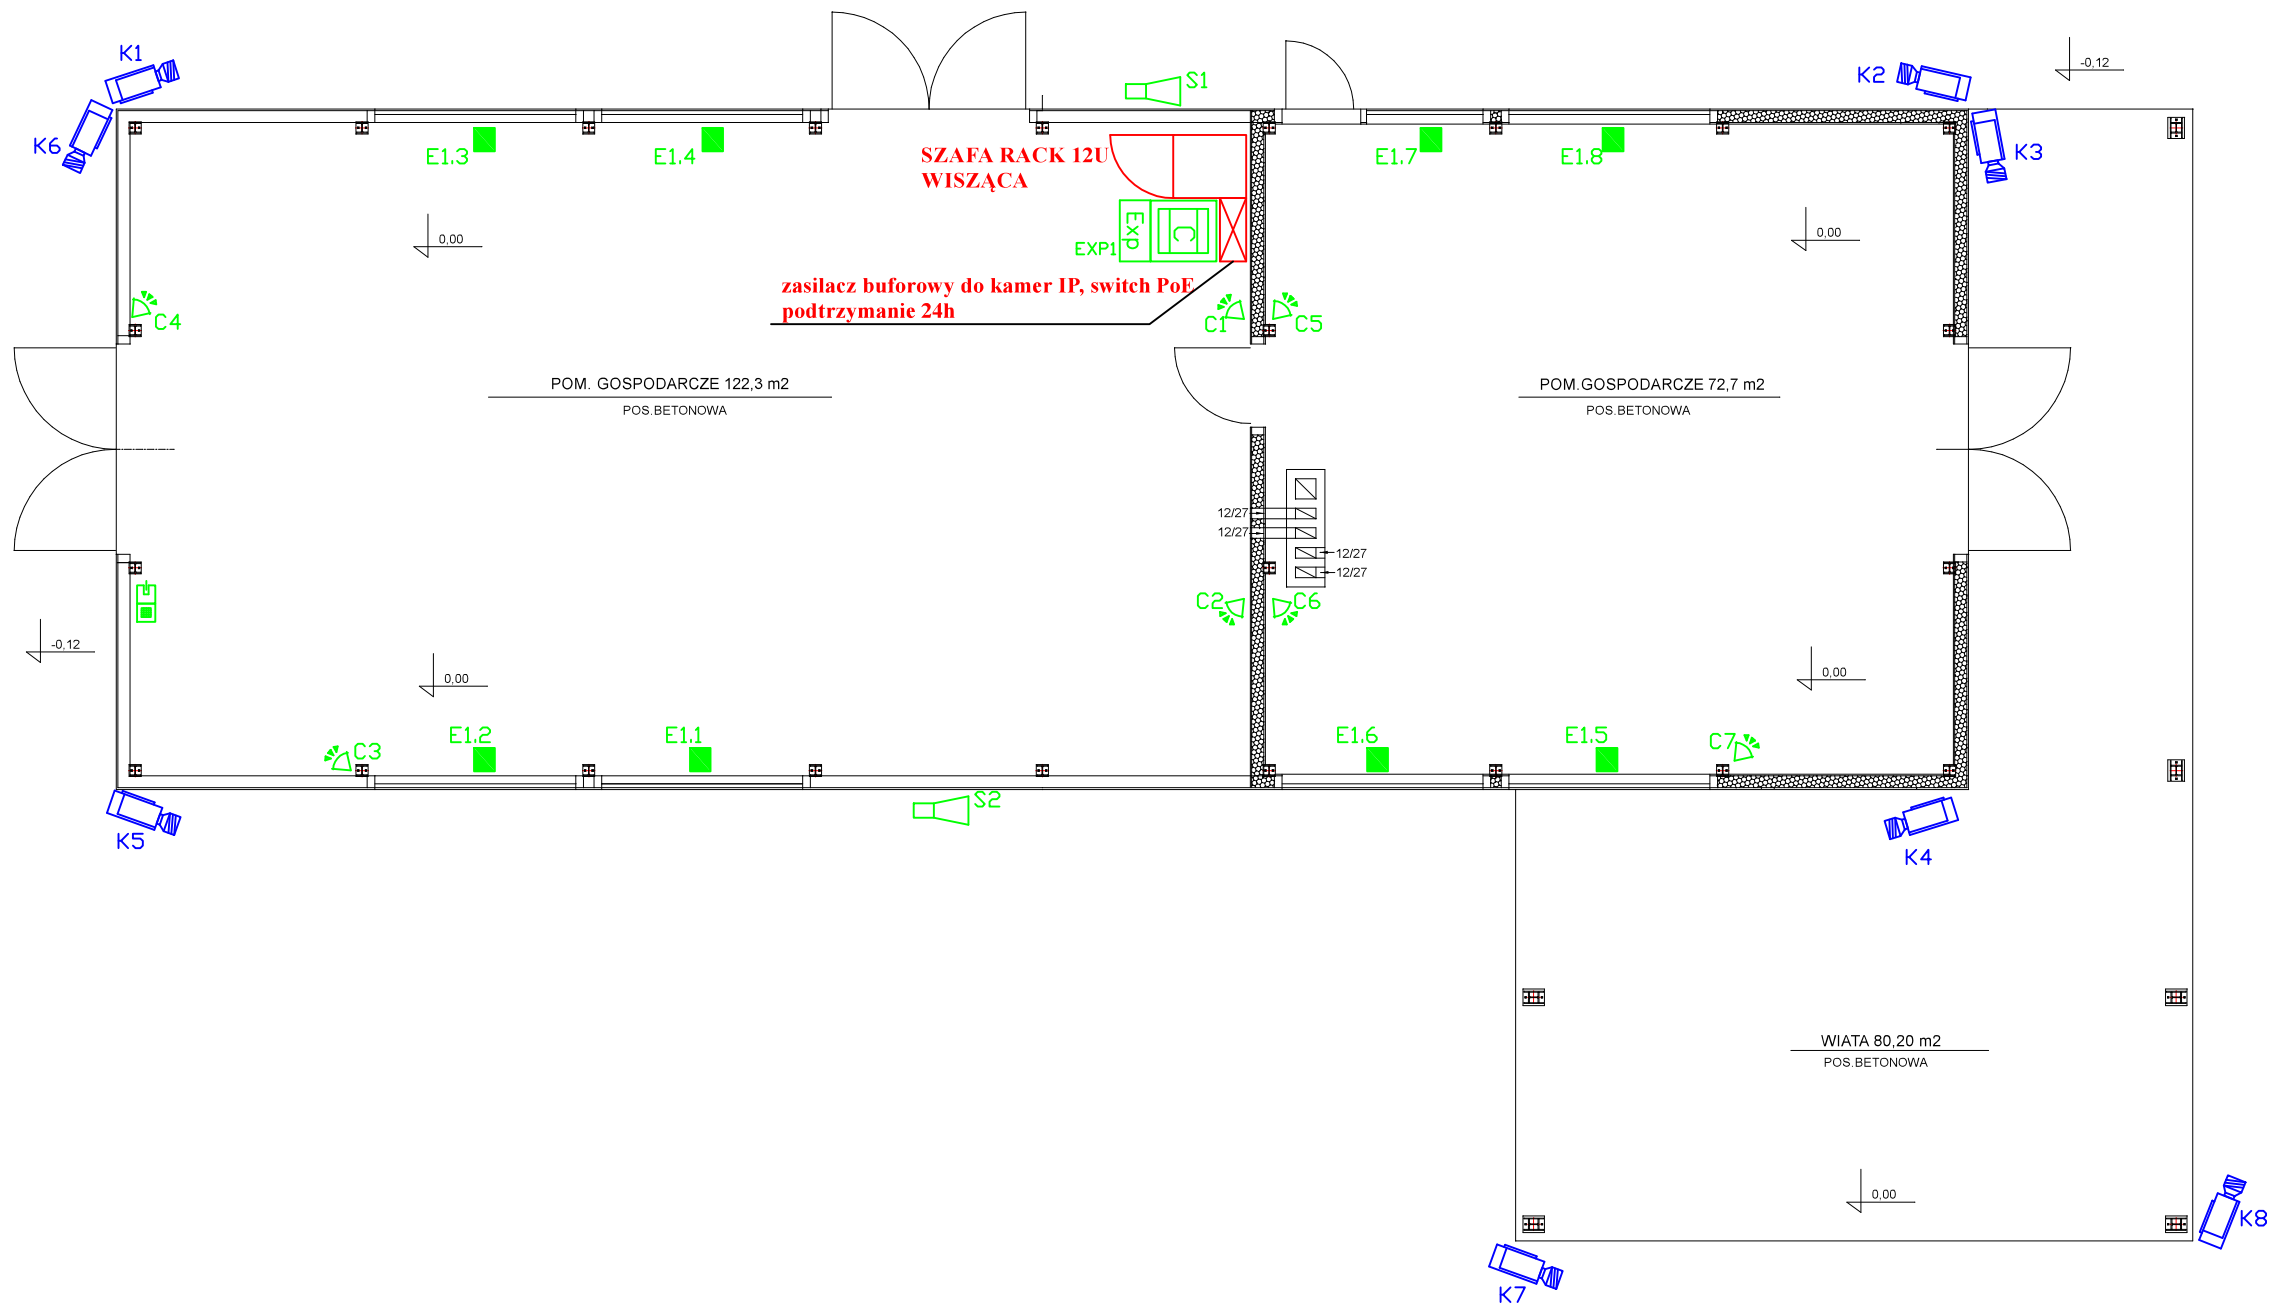 K1
K2
-0,12
S1
K6
K3
E1.3
E1.4
SZAFA RACK 12U
WISZĄCA
E1.7
E1.8
0,00
EXP1
Exp
C
0,00
zasilacz buforowy do kamer IP, switch PoE
podtrzymanie 24h
C4
C1
C5
POM. GOSPODARCZE 122,3 m2
POS.BETONOWA
POM.GOSPODARCZE 72,7 m2
POS.BETONOWA
12/27
12/27
12/27
12/27
C2
C6
-0,12
0,00
0,00
E1.2
E1.1
E1.6
E1.5
C3
C7
S2
K5
K4
WIATA 80,20 m2
POS.BETONOWA
0,00
K8
K7